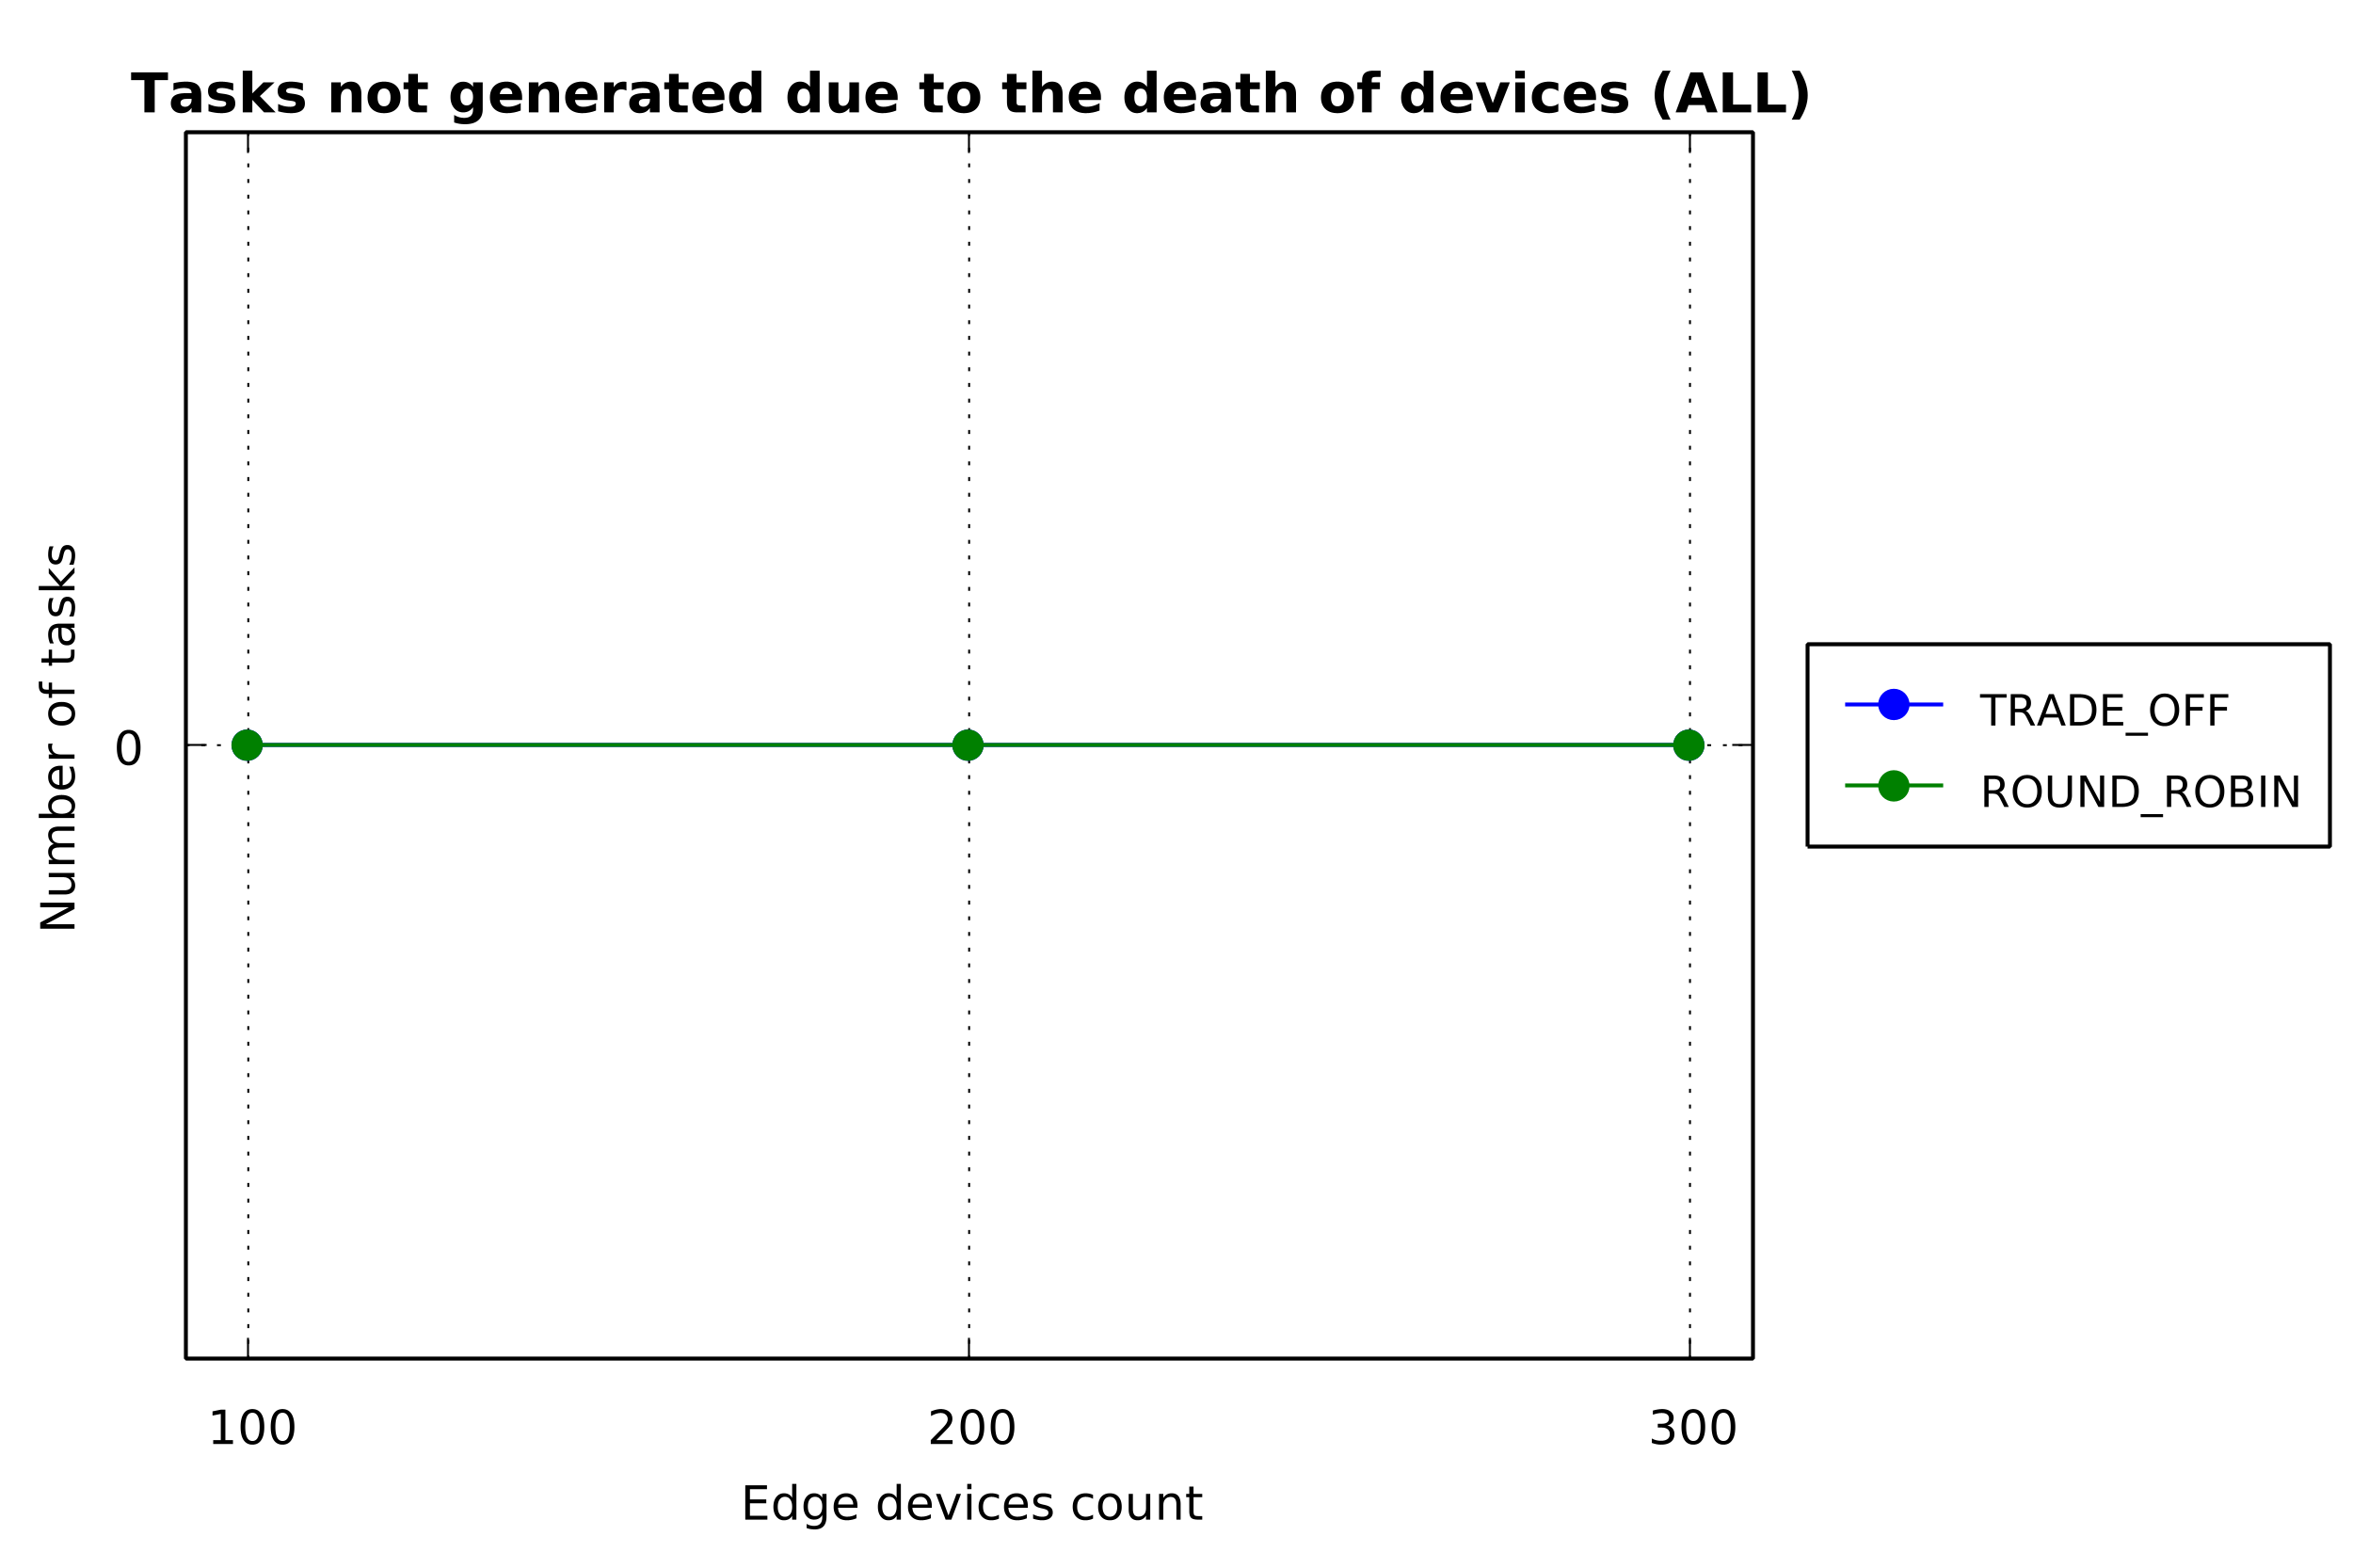 Tasks not generated due to the death of devices (ALL)
Number of tasks
0
TRADE_OFF
ROUND_ROBIN
100
200
300
Edge devices count